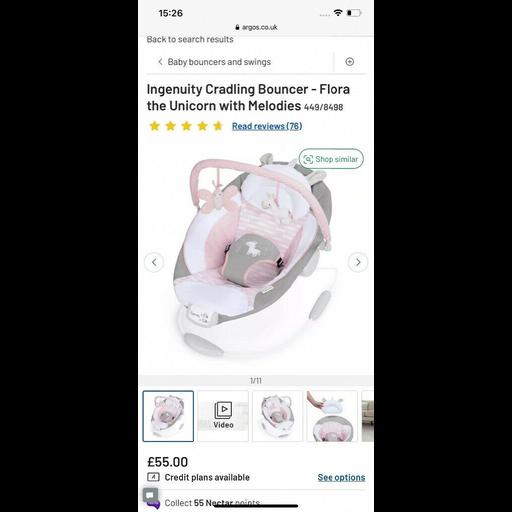 15:26
argos.co.uk
Back to search results
Baby bouncers and swings
Ingenuity Cradling Bouncer - Flora
the Unicorn with Melodies 449/8498
Read reviews (76)
Shop similar
1/11
Video
£55.00
Credit plans available
See options
Collect 55 Nectar points